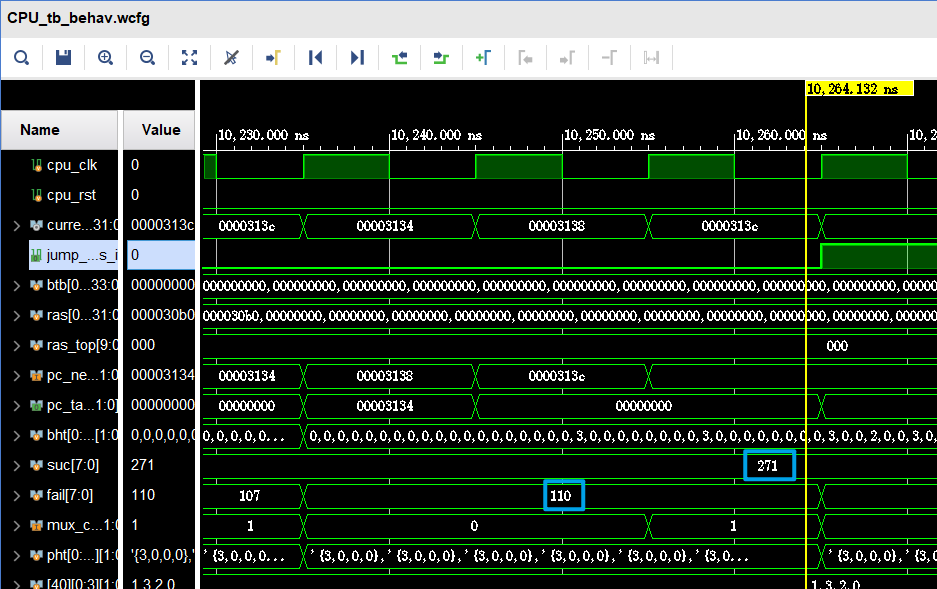 CPU_tb_behav.wcfg
10,264.132 ns
Name Value
10,230.000 ns 10,240.000 ns 10,250.000 ns 10,260.000 ns 10,2
cpu_clk 0
cpu_rst 0
curre...31:0 0000313c 0000313c 00003134 00003138 0000313c
jump_...s_i 0
btb[0...33:0 00000000 000000000,000000000,000000000,000000000,000000000,000000000,000000000,000000000,000000000,000000000,00000
ras[0...31:0 000030b0 000030b0,00000000,00000000,00000000,00000000,00000000,00000000,00000000,00000000,00000000,00000000,00000000
ras_top[9:0 000 000
pc_ne...1:0 00003134 00003134 00003138 0000313c
pc_ta...1:0] 00000000 00000000 00003134 00000000
bht[0:...[1:0 0,0,0,0,0,0 0,0,0,0,0... 0,0,0,0,0,0,0,0,0,0,0,0,0,0,0,0,0,0,0,0,0,3,0,0,0,0,0,0,0,0,0,3,0,0,0,0,0,0,0,0,3,0,2,0,0,3,0,
suc[7:0] 271 271
fail[7:0] 110 107 110
mux_c...1:0 1 1 0 1
pht[0:...][1:0 '{3,0,0,0},' '{3,0,0,0... '{3,0,0,0},'{3,0,0,0},'{3,0,0,0},'{3,0,0,0},'{3,0,0,0},'{3,0... '{3,0,0,0},'{3,0
[40][0:3][1:0 1,3,2,0 1,3,2,0